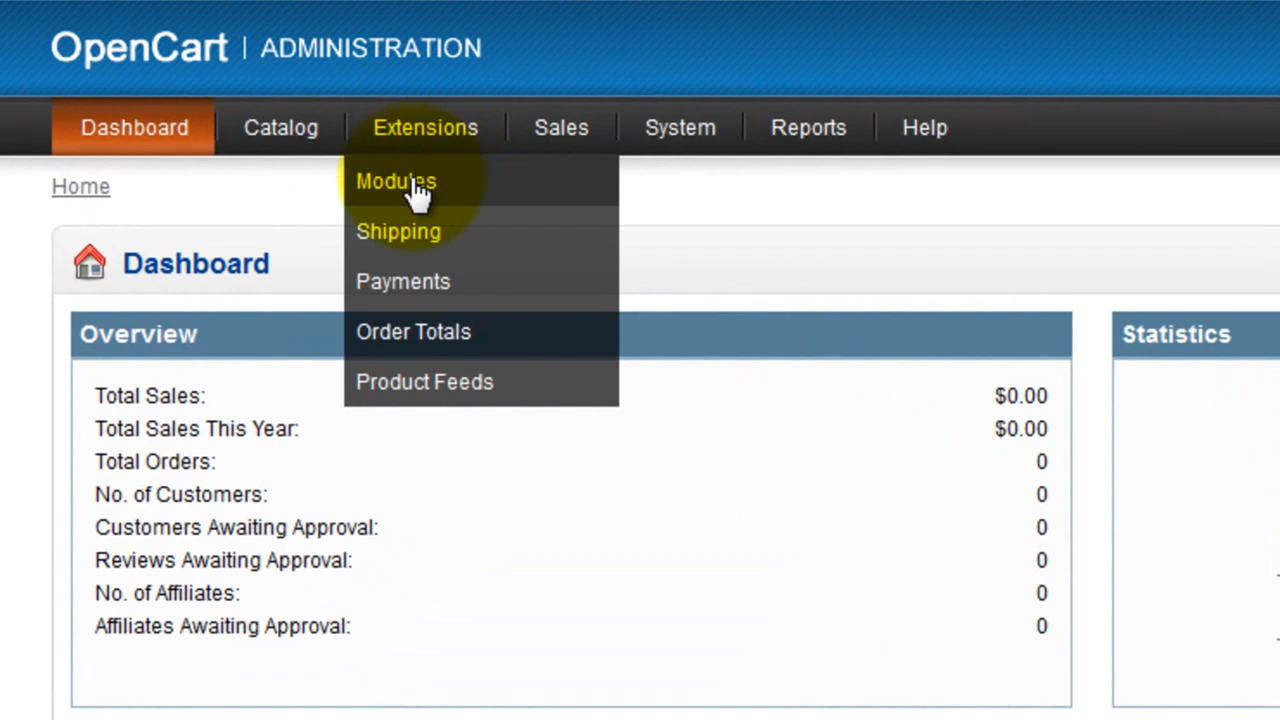 OpenCart | ADMINISTRATION
Dashboard Catalog Extensions Sales System Reports Help
Home
Modules
Shipping
Payments
Order Totals
Product Feeds
Dashboard
Overview
Total Sales: $0.00
Total Sales This Year: $0.00
Total Orders: 0
No. of Customers: 0
Customers Awaiting Approval: 0
Reviews Awaiting Approval: 0
No. of Affiliates: 0
Affiliates Awaiting Approval: 0
Statistics